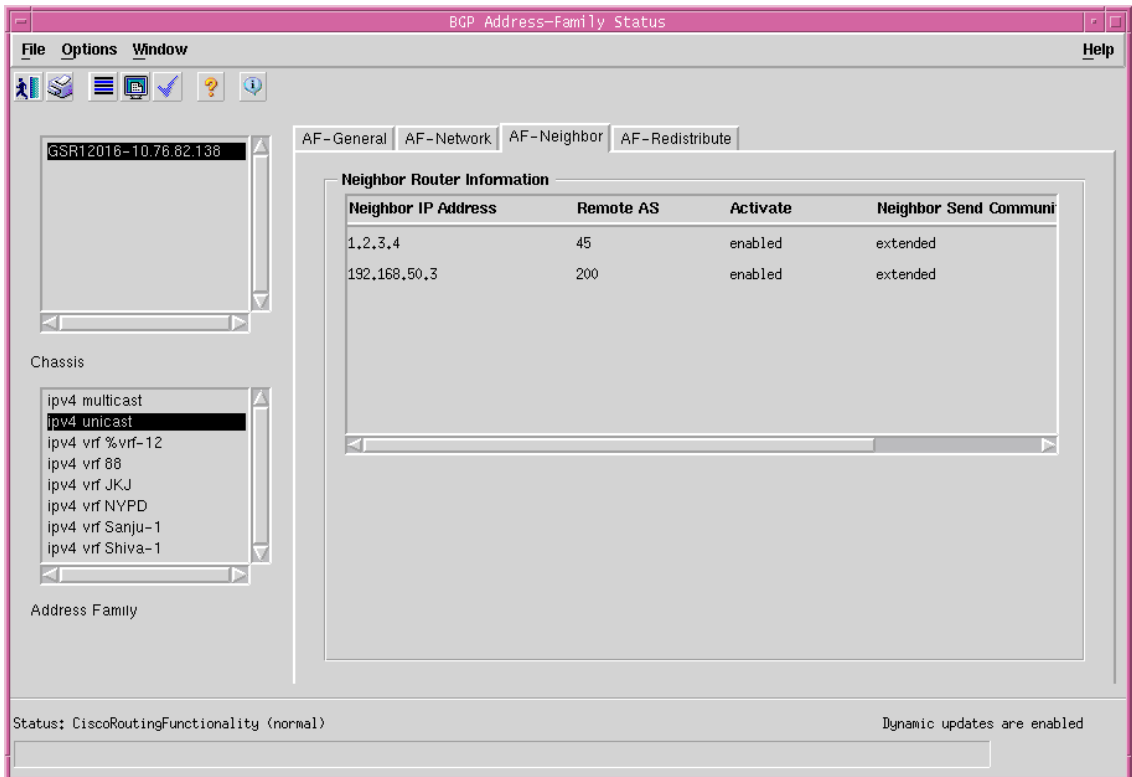 BGP Address-Family Status
File Options Window Help
AF-General AF-Network AF-Neighbor AF-Redistribute
GSR12016-10.76.82.138
Chassis
ipv4 multicast
ipv4 unicast
ipv4 vrf %vrf-12
ipv4 vrf 88
ipv4 vrf JKJ
ipv4 vrf NYPD
ipv4 vrf Sanju-1
ipv4 vrf Shiva-1
Address Family
Neighbor Router Information
Neighbor IP Address Remote AS Activate Neighbor Send Communi
1.2.3.4 45 enabled extended
192.168.50.3 200 enabled extended
Status: CiscoRoutingFunctionality (normal) Dynamic updates are enabled